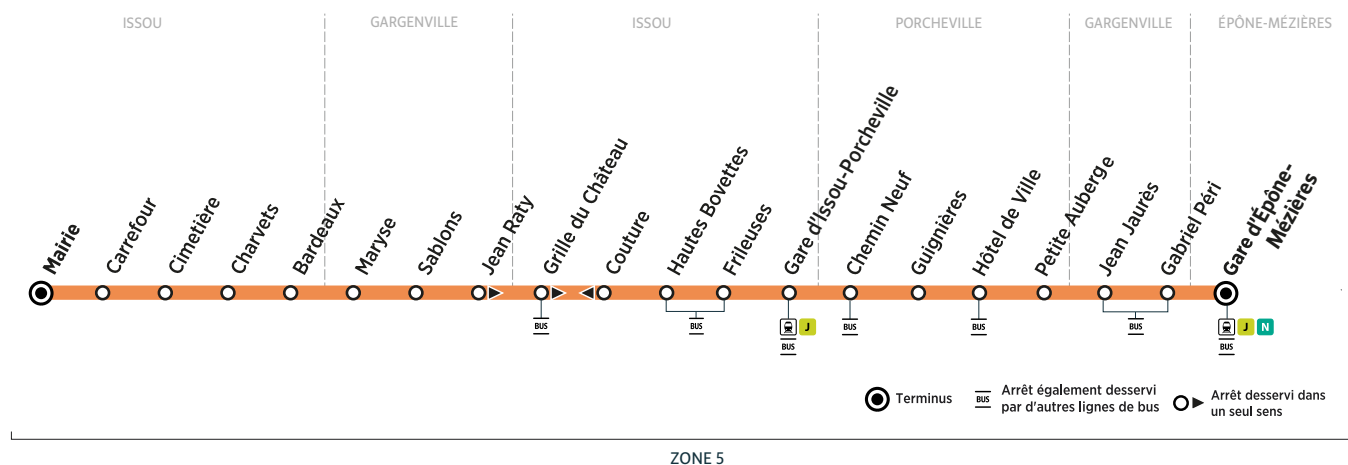 ISSOU
GARGENVILLE
ISSOU
PORCHEVILLE
GARGENVILLE
ÉPÔNE-MÉZIÈRES
Mairie
Carrefour
Cimetière
Charvets
Bardeaux
Maryse
Sablons
Jean Raty
Grille du Château
Couture
Hautes Bovettes
Frileuses
Gare d'Issou-Porcheville
Chemin Neuf
Guignières
Hôtel de Ville
Petite Auberge
Jean Jaurès
Gabriel Péri
Gare d'Épône-
Mézières
BUS
BUS
J
BUS
BUS
BUS
BUS
J N
BUS
Terminus
BUS
Arrêt également desservi
par d'autres lignes de bus
Arrêt desservi dans
un seul sens
ZONE 5